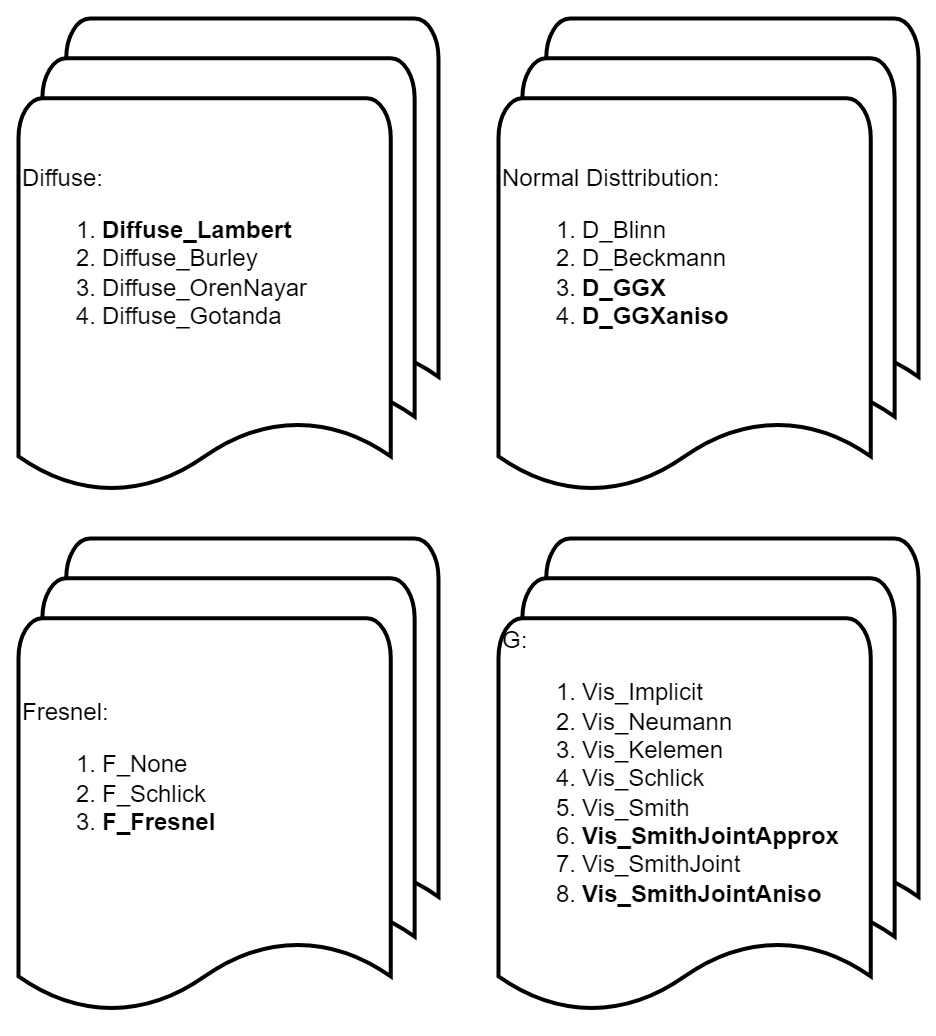 Diffuse:
1. Diffuse_Lambert
2. Diffuse_Burley
3. Diffuse_OrenNayar
4. Diffuse_Gotanda
Normal Disttribution:
1. D_Blinn
2. D_Beckmann
3. D_GGX
4. D_GGXaniso
Fresnel:
1. F_None
2. F_Schlick
3. F_Fresnel
G:
1. Vis_Implicit
2. Vis_Neumann
3. Vis_Kelemen
4. Vis_Schlick
5. Vis_Smith
6. Vis_SmithJointApprox
7. Vis_SmithJoint
8. Vis_SmithJointAniso